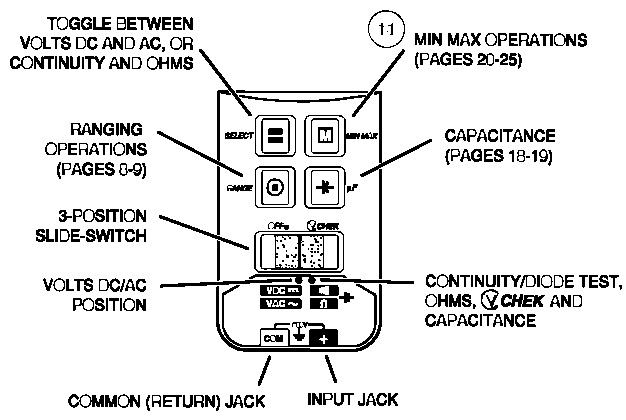 TOGGLE BETWEEN
VOLTS DC AND AC, OR
CONTINUITY AND OHMS
11
MIN MAX OPERATIONS
(PAGES 20-25)
SELECT
M
MIN MAX
RANGING
OPERATIONS
(PAGES 8-9)
CAPACITANCE
(PAGES 18-19)
RANGE
µF
3-POSITION
SLIDE-SWITCH
OFF
VCHEK
VOLTS DC/AC
POSITION
VDC
VAC
Ω
CONTINUITY/DIODE TEST,
OHMS, VCHEK AND
CAPACITANCE
COM
+
COMMON (RETURN) JACK
INPUT JACK